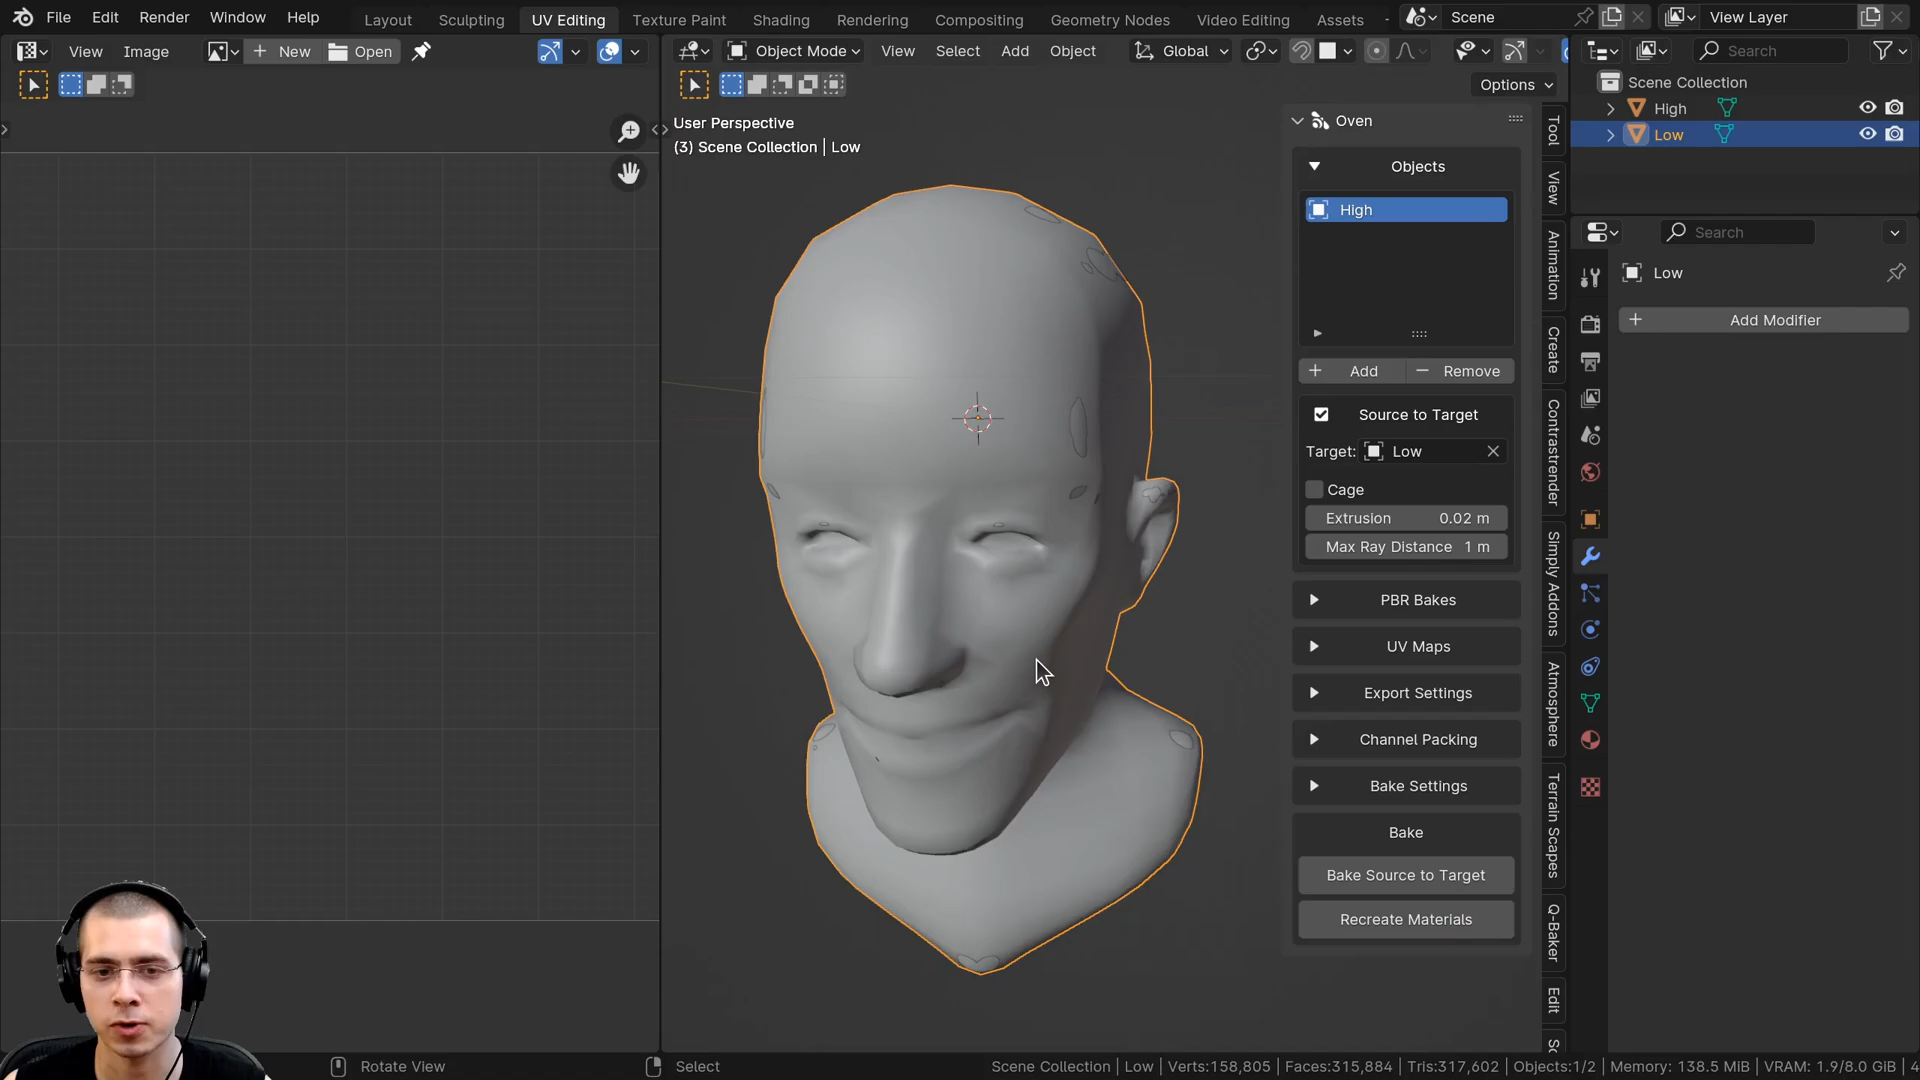 File Edit Render Window Help Layout Sculpting UV Editing Texture Paint Shading Rendering Compositing Geometry Nodes Video Editing Assets Scene View Layer
View Image New Open Object Mode View Select Add Object Global Search
Options
User Perspective
(3) Scene Collection | Low
Scene Collection
High
Low
Search
Low
Add Modifier
Oven
Objects
High
Add Remove
Source to Target
Target: Low
Cage
Extrusion 0.02 m
Max Ray Distance 1 m
PBR Bakes
UV Maps
Export Settings
Channel Packing
Bake Settings
Bake
Bake Source to Target
Recreate Materials
Tool
View
Animation
Create
Contrastrender
Simply Addons
Atmosphere
Terrain Scapes
Q-Baker
Edit
Sc
Rotate View Select Scene Collection | Low | Verts:158,805 | Faces:315,884 | Tris:317,602 | Objects:1/2 | Memory: 138.5 MiB | VRAM: 1.9/8.0 GiB | 4